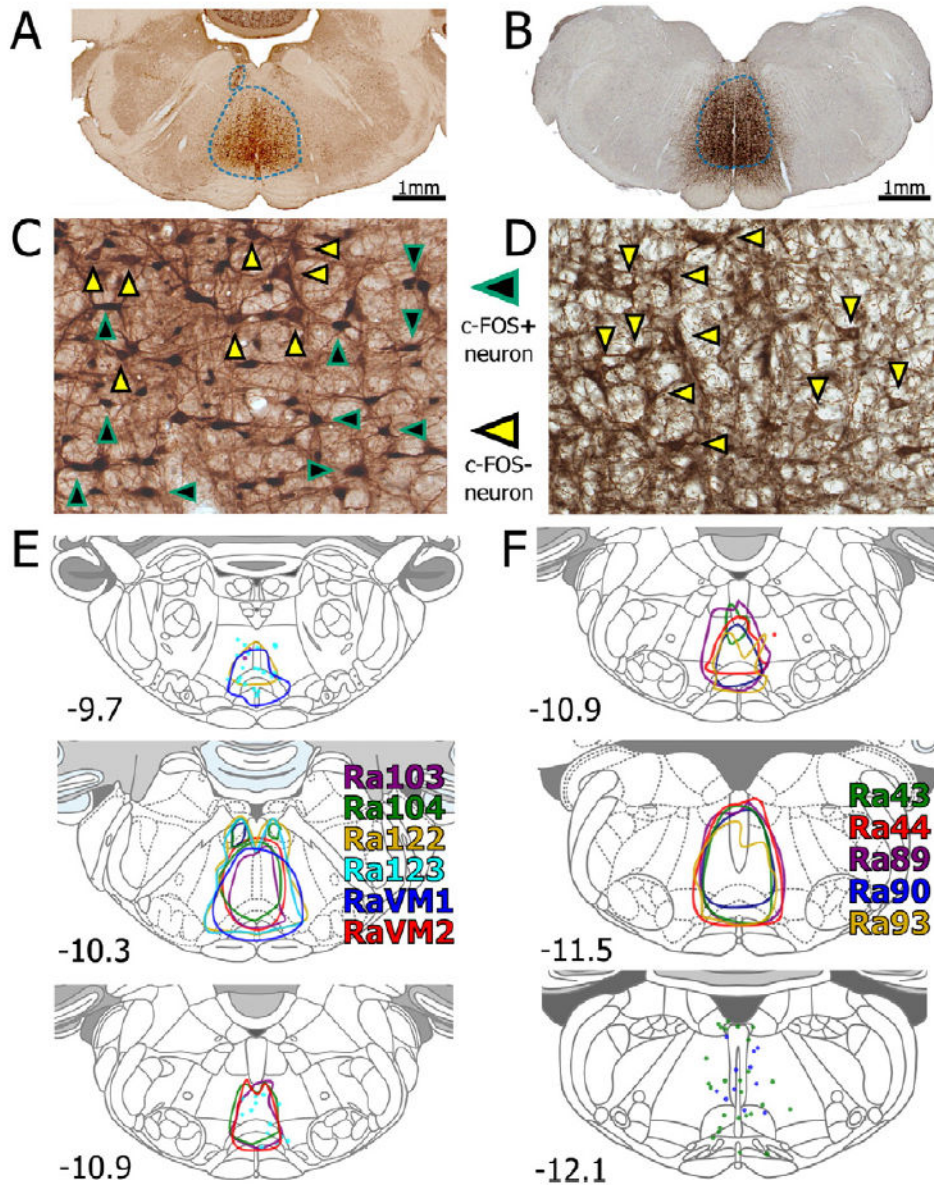 A
B
1mm
1mm
C
D
c-FOS+
neuron
c-FOS-
neuron
E
F
-9.7
-10.9
Ra103
Ra104
Ra122
Ra123
RaVM1
RaVM2
-10.3
Ra43
Ra44
Ra89
Ra90
Ra93
-11.5
-10.9
-12.1